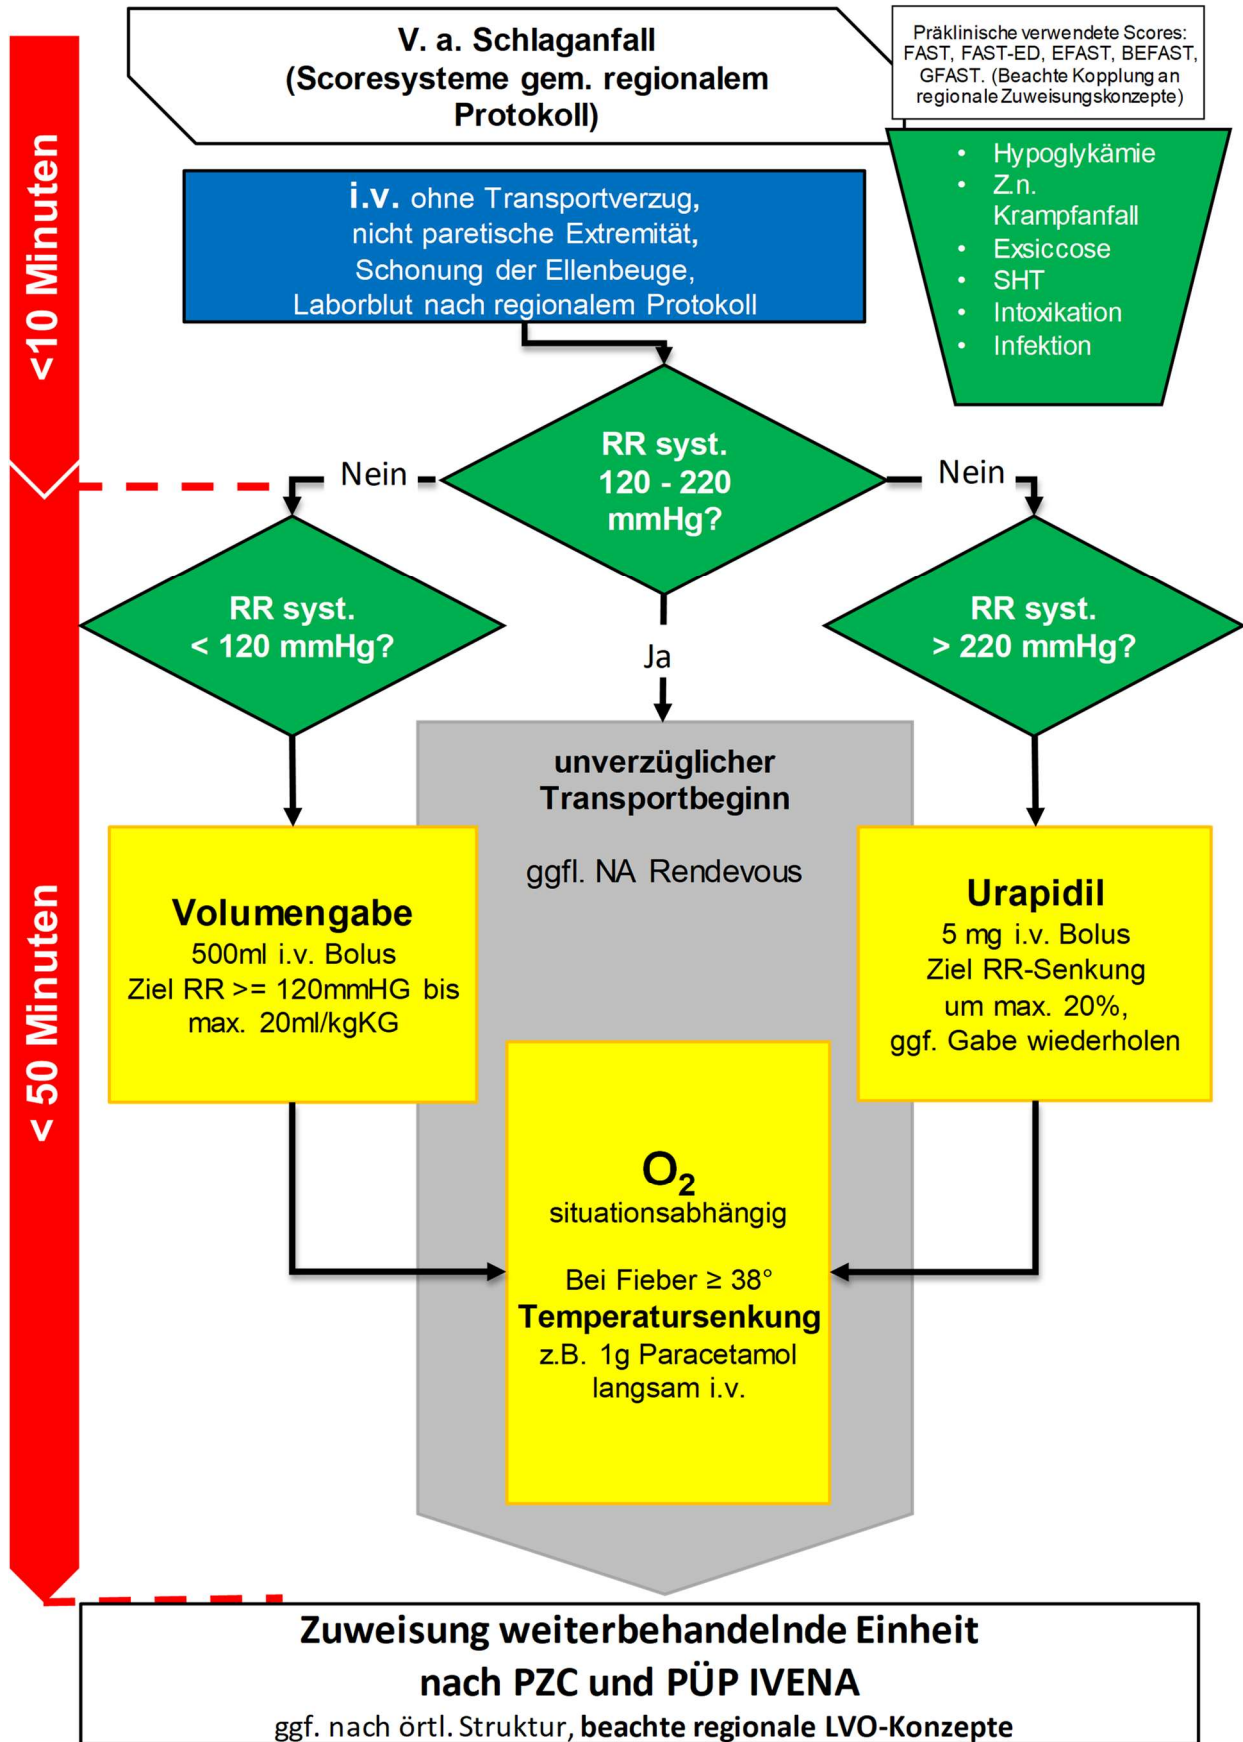 V. a. Schlaganfall
(Scoresysteme gem. regionalem
Protokoll)
Präklinische verwendete Scores:
FAST, FAST-ED, EFAST, BEFAST,
GFAST. (Beachte Kopplung an
regionale Zuweisungskonzepte)
• Hypoglykämie
• Z.n.
Krampfanfall
• Exsiccose
• SHT
• Intoxikation
• Infektion
<10 Minuten
i.v. ohne Transportverzug,
nicht paretische Extremität,
Schonung der Ellenbeuge,
Laborblut nach regionalem Protokoll
RR syst.
120 - 220
mmHg?
Nein
Nein
Ja
RR syst.
< 120 mmHg?
RR syst.
> 220 mmHg?
< 50 Minuten
unverzüglicher
Transportbeginn
ggfl. NA Rendevous
Volumengabe
500ml i.v. Bolus
Ziel RR >= 120mmHG bis
max. 20ml/kgKG
Urapidil
5 mg i.v. Bolus
Ziel RR-Senkung
um max. 20%,
ggf. Gabe wiederholen
O₂
situationsabhängig
Bei Fieber ≥ 38°
Temperatursenkung
z.B. 1g Paracetamol
langsam i.v.
Zuweisung weiterbehandelnde Einheit
nach PZC und PÜP IVENA
ggf. nach örtl. Struktur, beachte regionale LVO-Konzepte